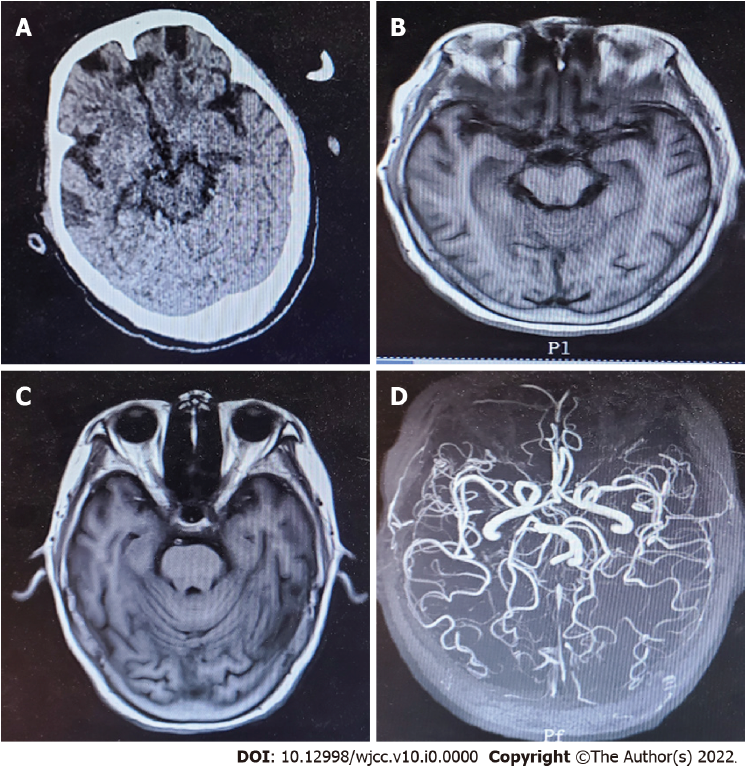 A
B
P1
C
D
Pf
DOI: 10.12998/wjcc.v10.i0.0000 Copyright ©The Author(s) 2022.